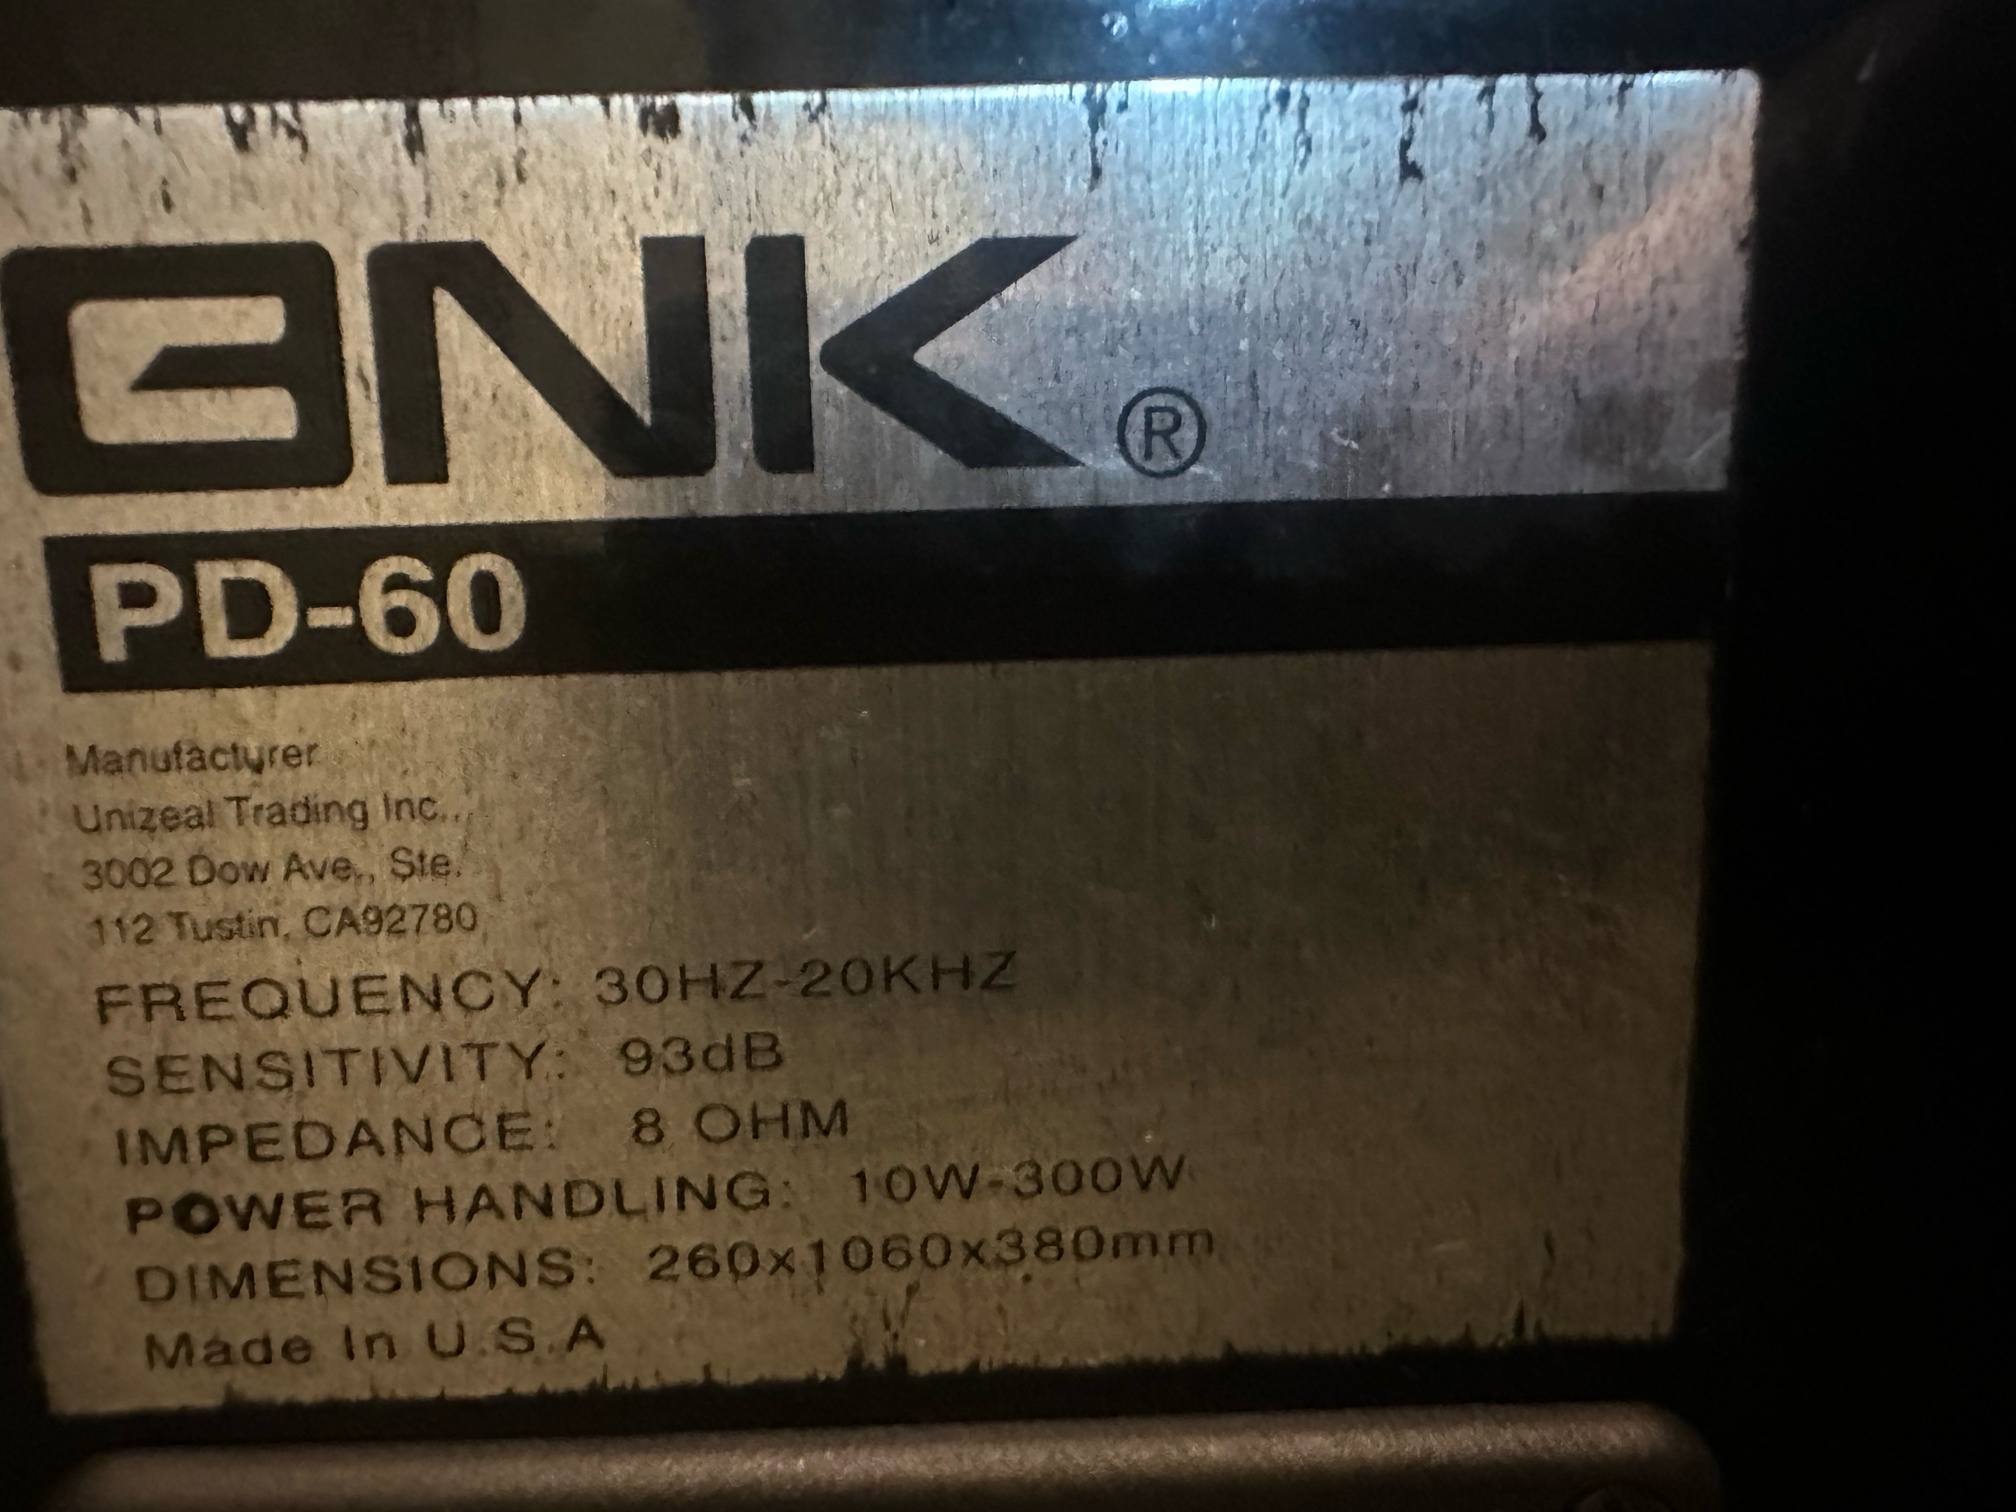 GNK ®
PD-60
Manufacturer
Unizeal Trading Inc.,
3002 Dow Ave., Ste.
112 Tustin, CA92780
FREQUENCY: 30HZ-20KHZ
SENSITIVITY: 93dB
IMPEDANCE: 8 OHM
POWER HANDLING: 10W-300W
DIMENSIONS: 260x1060x380mm
Made In U.S.A